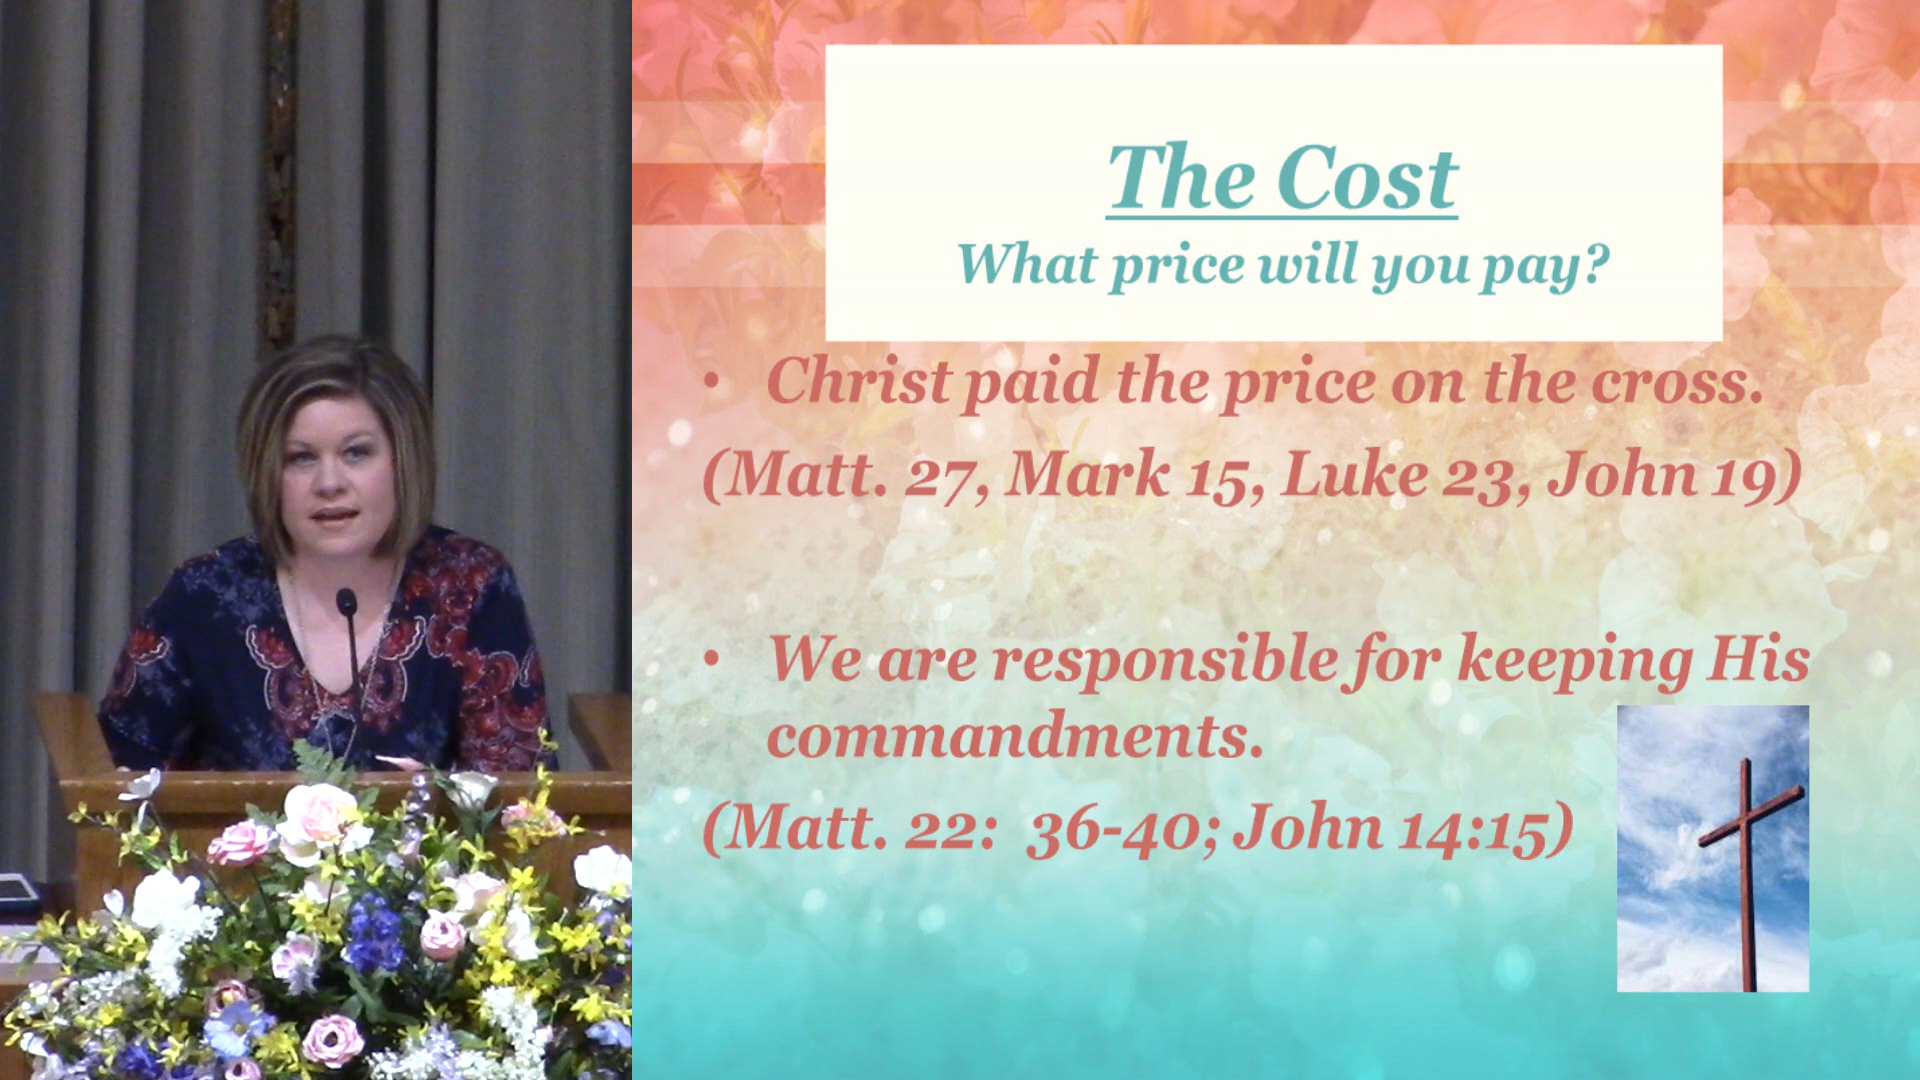 The Cost
What price will you pay?
• Christ paid the price on the cross.
(Matt. 27, Mark 15, Luke 23, John 19)
• We are responsible for keeping His
commandments.
(Matt. 22:  36-40; John 14:15)